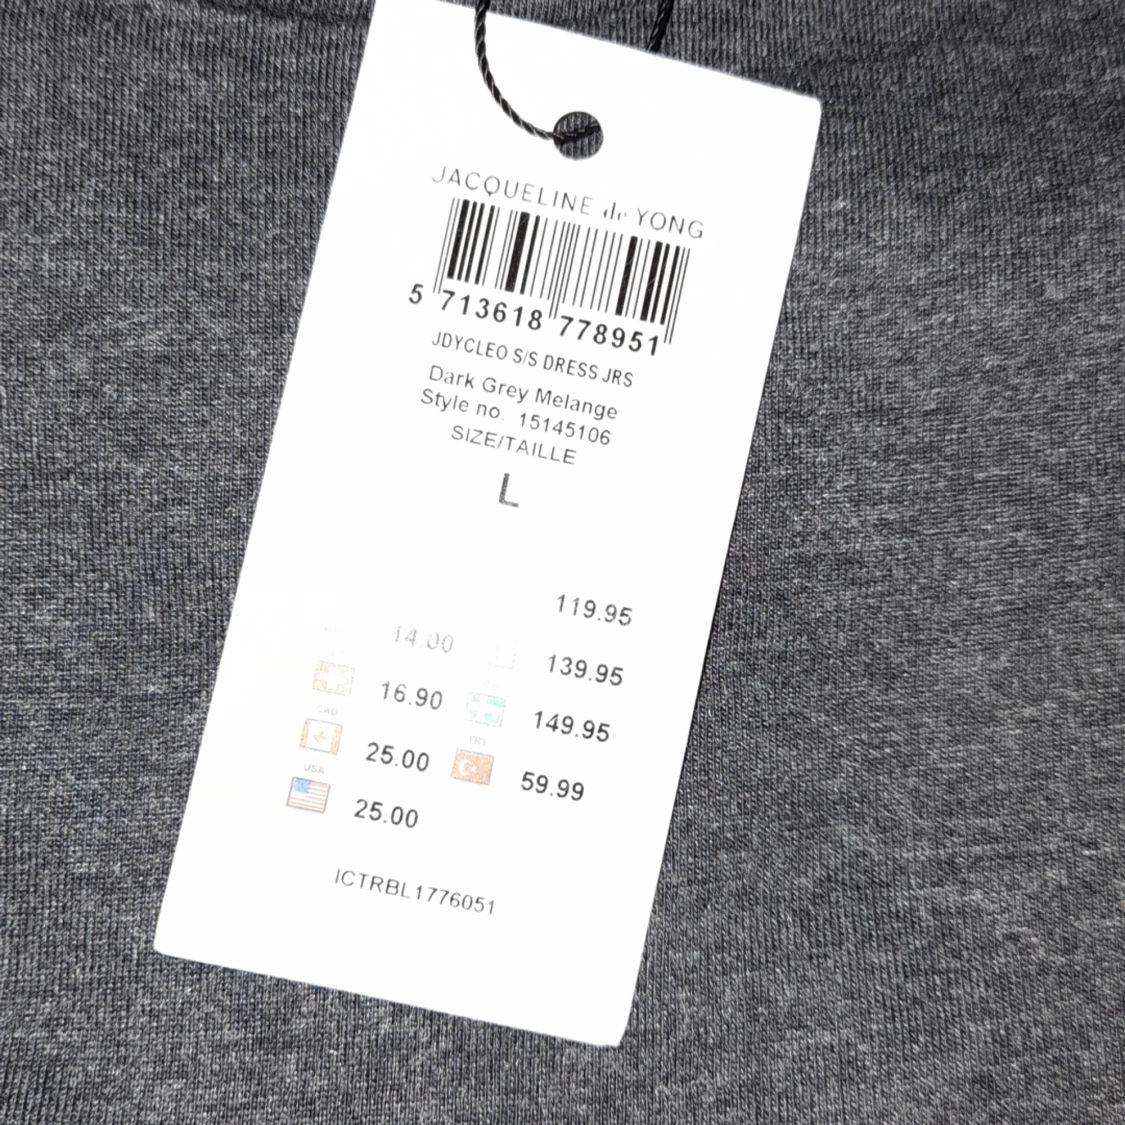 JACQUELINE de YONG
5 713618 778951
JDYCLEO S/S DRESS JRS
Dark Grey Melange
Style no. 15145106
SIZE/TAILLE
L
119.95
14.00 139.95
16.90 149.95
CAD TRY
25.00 59.99
USA
25.00
ICTRBL1776051